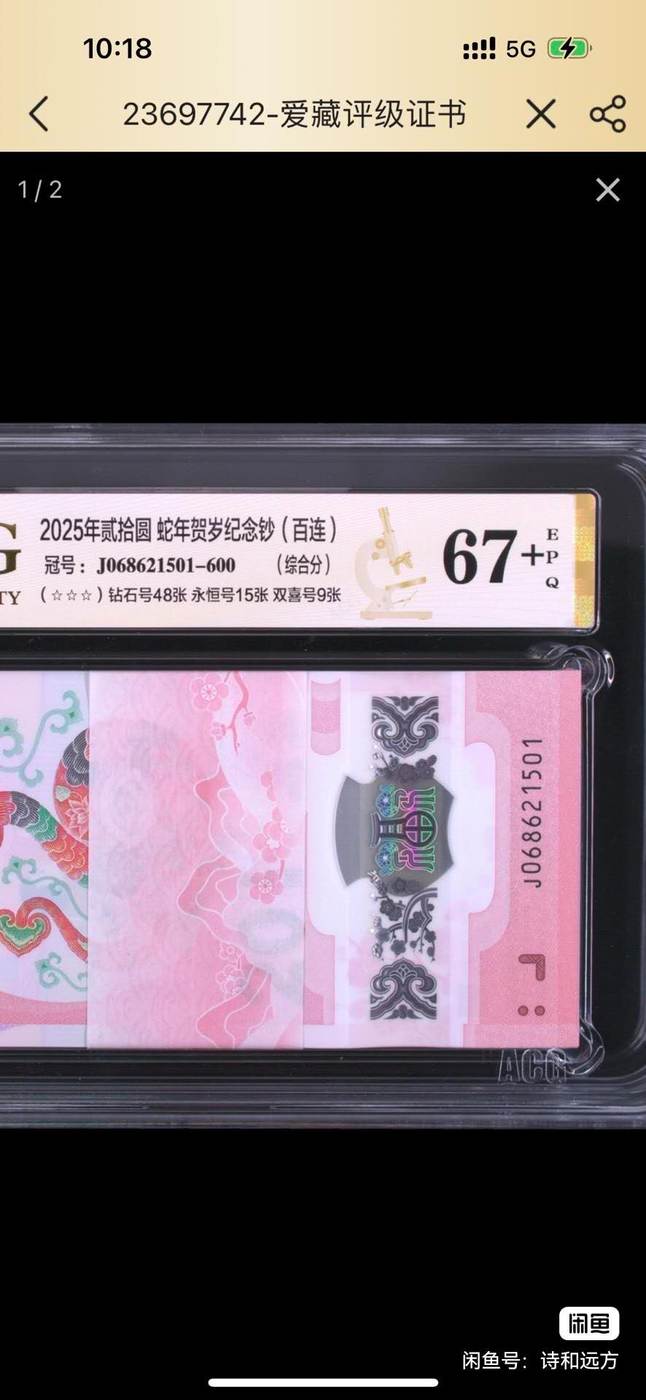 10:18
5G
23697742-爱藏评级证书
1 / 2
G
TY
2025年贰拾圆 蛇年贺岁纪念钞 (百连)
冠号: J068621501-600 (综合分)
(☆☆☆) 钻石号48张 永恒号15张 双喜号9张
67+
EPQ
J068621501
20
ACG
闲鱼
闲鱼号: 诗和远方